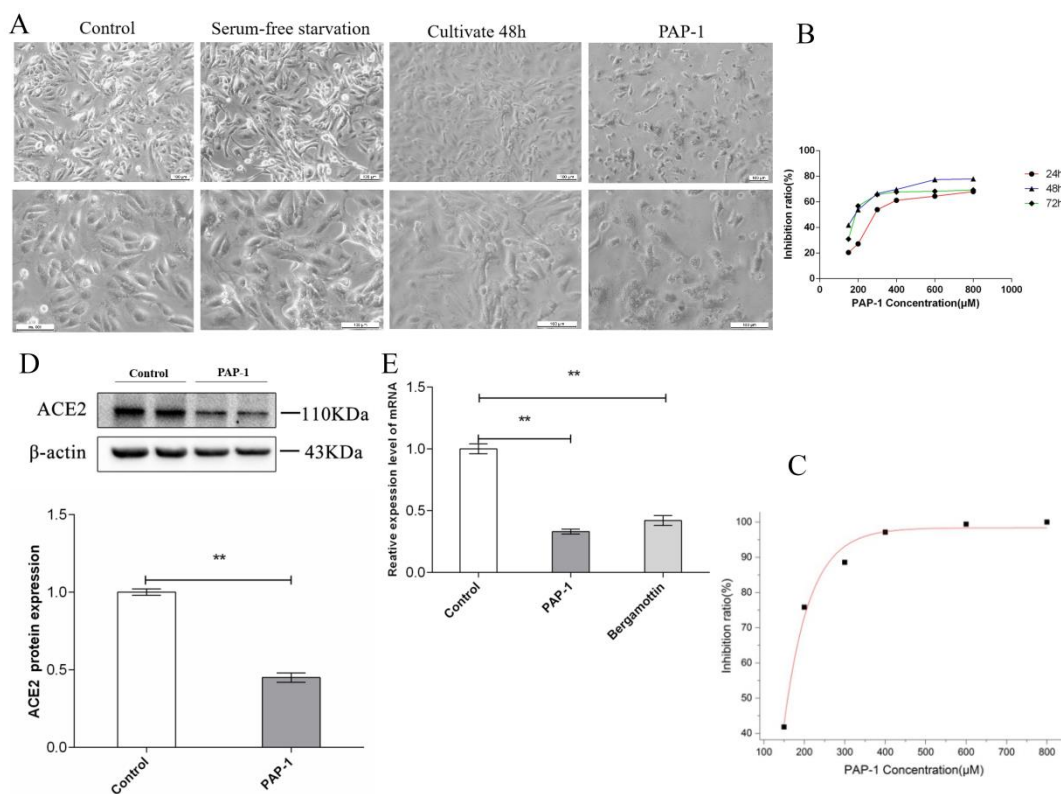 A
Control
Serum-free starvation
Cultivate 48h
PAP-1
B
Inhibition ratio(%)
100
80
60
40
20
0
0
200
400
600
800
1000
PAP-1 Concentration(μM)
24h
48h
72h
D
Control
PAP-1
ACE2
110KDa
β-actin
43KDa
ACE2 protein expression
1.5
1.0
0.5
0.0
**
Control
PAP-1
E
Reative expession level of mRNA
1.5
1.0
0.5
0.0
**
**
Control
PAP-1
Bergamottin
C
Inhibition ratio(%)
100
90
80
70
60
50
40
100
200
300
400
500
600
700
800
PAP-1 Concentration(μM)